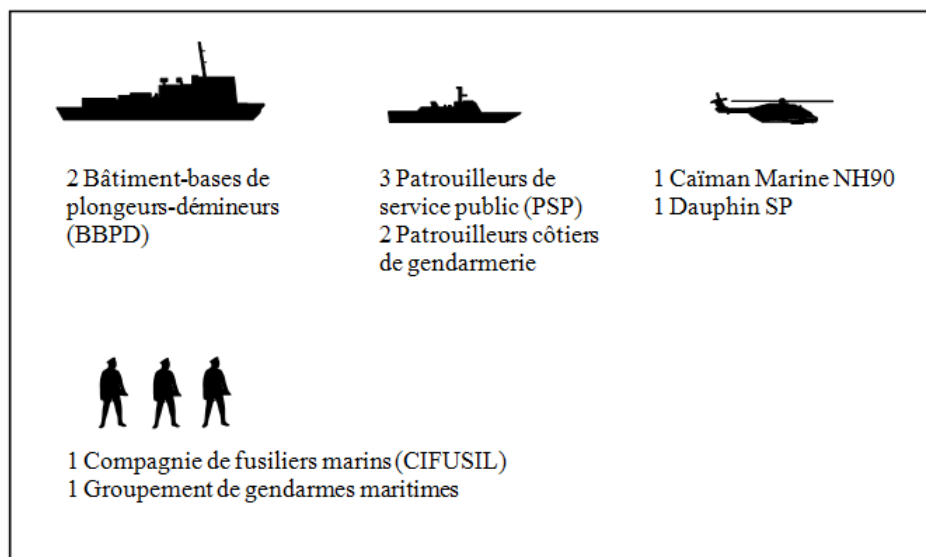 2 Bâtiment-bases de
plongeurs-démineurs
(BBPD)
3 Patrouilleurs de
service public (PSP)
2 Patrouilleurs côtiers
de gendarmerie
1 Caïman Marine NH90
1 Dauphin SP
1 Compagnie de fusiliers marins (CIFUSIL)
1 Groupement de gendarmes maritimes